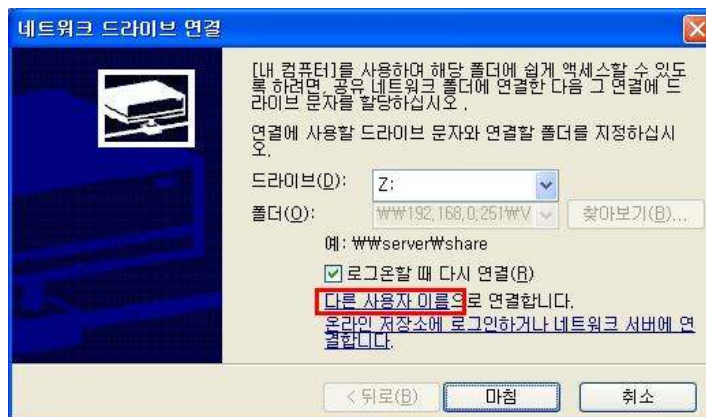 네트워크 드라이브 연결
[내 컴퓨터]를 사용하여 해당 폴더에 쉽게 액세스할 수 있도
록 하려면, 공유 네트워크 폴더에 연결한 다음 그 연결에 드
라이브 문자를 할당하십시오 .
연결에 사용할 드라이브 문자와 연결할 폴더를 지정하십시
오.
드라이브(D): Z:
폴더(O): ₩₩192,168,0,251₩V 찾아보기(B)...
예: ₩₩server₩share
로그온할 때 다시 연결(R)
다른 사용자 이름으로 연결합니다.
온라인 저장소에 로그인하거나 네트워크 서버에 연
결합니다.
< 뒤로(B) 마침 취소